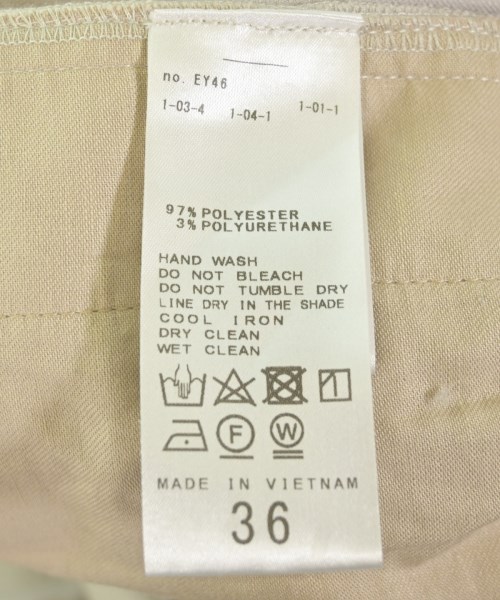 no. EY46
1-03-4 1-04-1 1-01-1
97% POLYESTER
3% POLYURETHANE
HAND WASH
DO NOT BLEACH
DO NOT TUMBLE DRY
LINE DRY IN THE SHADE
COOL IRON
DRY CLEAN
WET CLEAN
F W
MADE IN VIETNAM
36